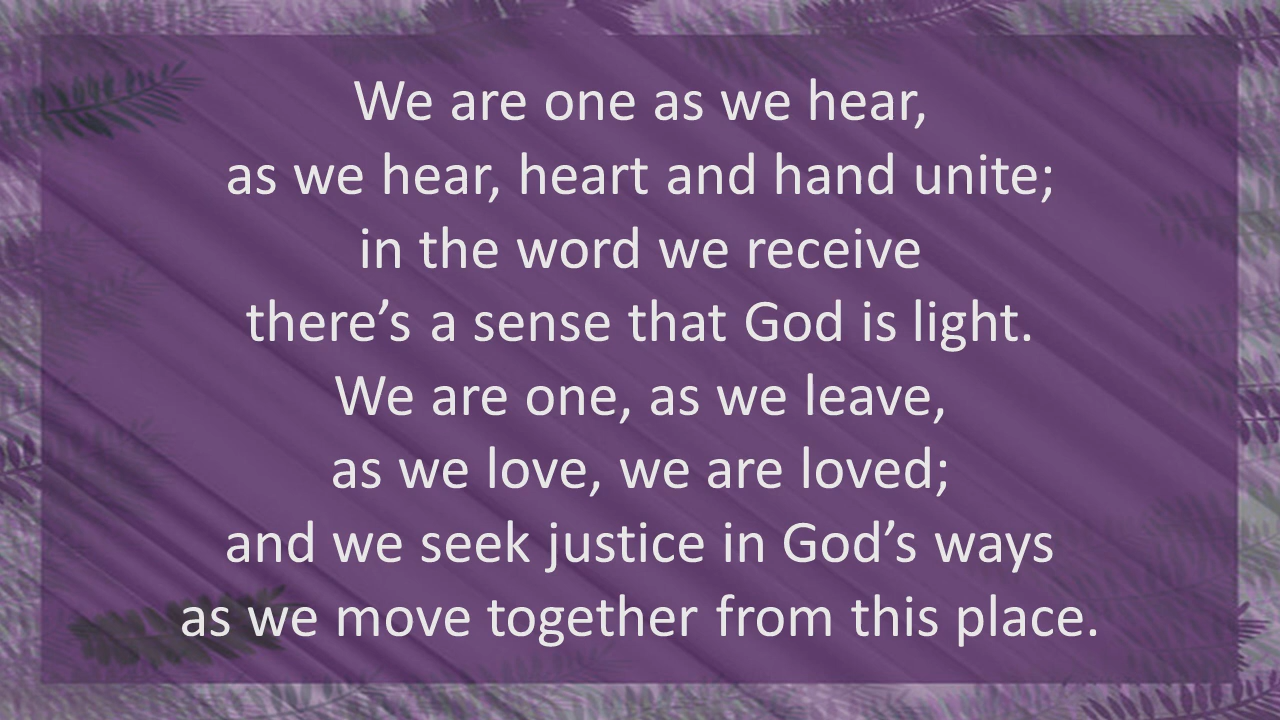 We are one as we hear,
as we hear, heart and hand unite;
in the word we receive
there’s a sense that God is light.
We are one, as we leave,
as we love, we are loved;
and we seek justice in God’s ways
as we move together from this place.